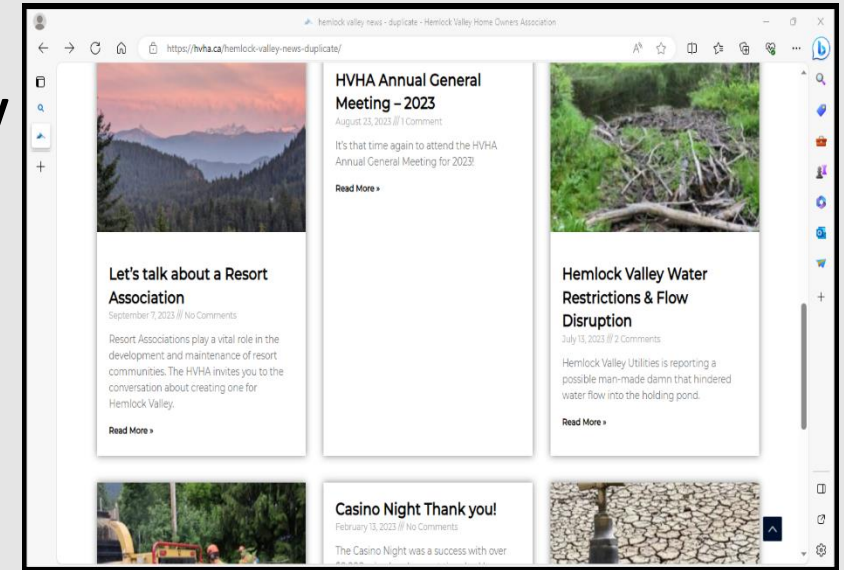 hemlock valley news - duplicate - Hemlock Valley Home Owners Association
https://hvha.ca/hemlock-valley-news-duplicate/
Let's talk about a Resort
Association
September 7, 2023 /// No Comments
Resort Associations play a vital role in the
development and maintenance of resort
communities. The HVHA invites you to the
conversation about creating one for
Hemlock Valley.
Read More »
HVHA Annual General
Meeting – 2023
August 23, 2023 /// 1 Comment
It's that time again to attend the HVHA
Annual General Meeting for 2023!
Read More »
Hemlock Valley Water
Restrictions & Flow
Disruption
July 13, 2023 /// 2 Comments
Hemlock Valley Utilities is reporting a
possible man-made damn that hindered
water flow into the holding pond.
Read More »
Casino Night Thank you!
February 13, 2023 /// No Comments
The Casino Night was a success with over